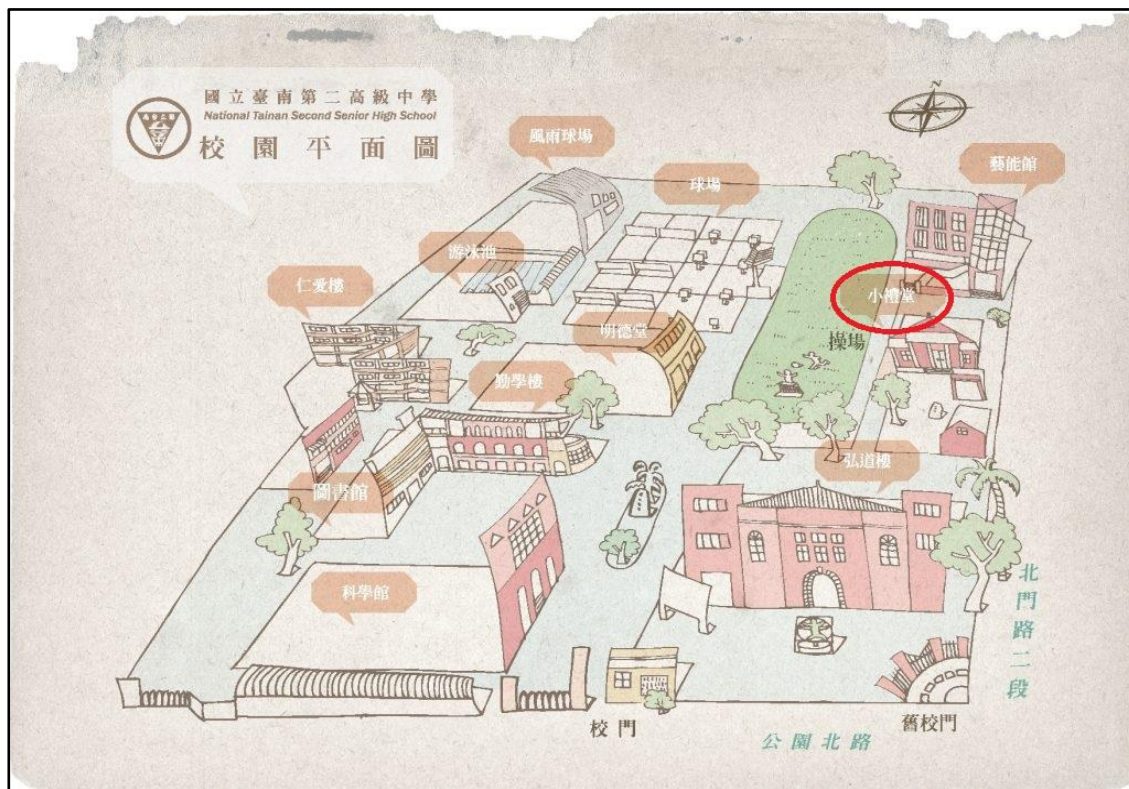 國立臺南第二高級中學
National Tainan Second Senior High School
校園平面圖
N
風雨球場
球場
藝能館
游泳池
仁愛樓
小禮堂
明德堂
操場
勤學樓
弘道樓
圖書館
科學館
北門路二段
校門
舊校門
公園北路